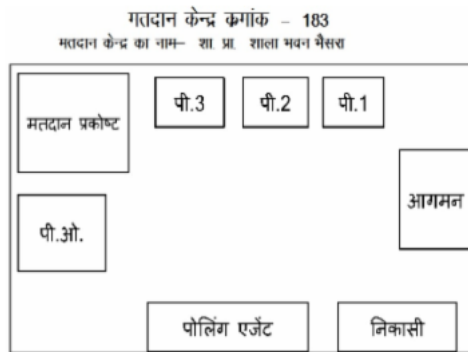 मतदान केन्द्र क्रमांक – 183
मतदान केन्द्र का नाम– शा. प्रा. शाला भवन भैसरा
मतदान प्रकोष्ट
पी.3
पी.2
पी.1
आगमन
पी.ओ.
पोलिंग एजेंट
निकासी